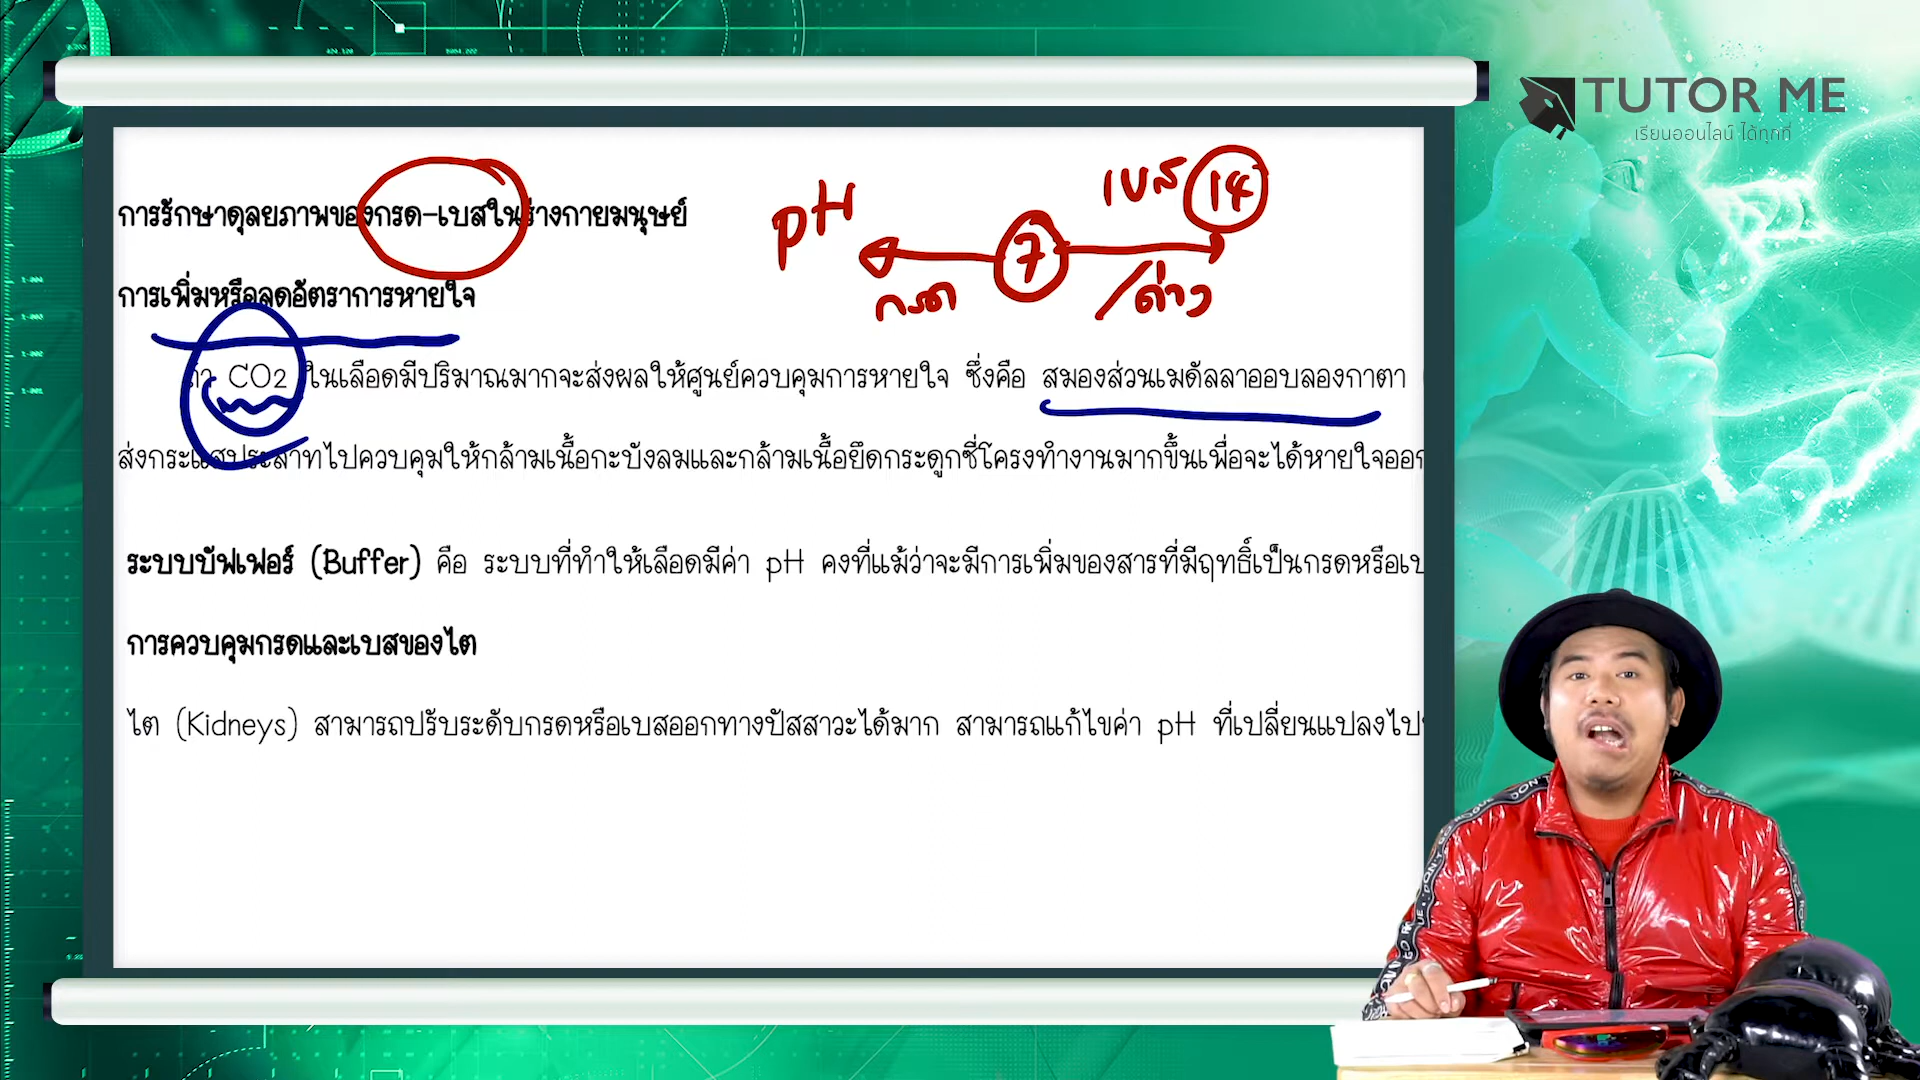 TUTOR ME
เรียนออนไลน์ ได้ทุกที่
การรักษาดุลยภาพของกรด-เบสในร่างกายมนุษย์
pH
เบส 14
7
กรด
/ด่าง
การเพิ่มหรือลดอัตราการหายใจ
ถ้า CO2 ในเลือดมีปริมาณมากจะส่งผลให้ศูนย์ควบคุมการหายใจ ซึ่งคือ สมองส่วนเมดัลลาออบลองกาตา
ส่งกระแสประสาทไปควบคุมให้กล้ามเนื้อกะบังลมและกล้ามเนื้อยึดกระดูกซี่โครงทำงานมากขึ้นเพื่อจะได้หายใจออก
ระบบบัฟเฟอร์ (Buffer) คือ ระบบที่ทำให้เลือดมีค่า pH คงที่แม้ว่าจะมีการเพิ่มของสารที่มีฤทธิ์เป็นกรดหรือ
การควบคุมกรดและเบสของไต
ไต (Kidneys) สามารถปรับระดับกรดหรือเบสออกทางปัสสาวะได้มาก สามารถแก้ไขค่า pH ที่เปลี่ยนแปลงไป